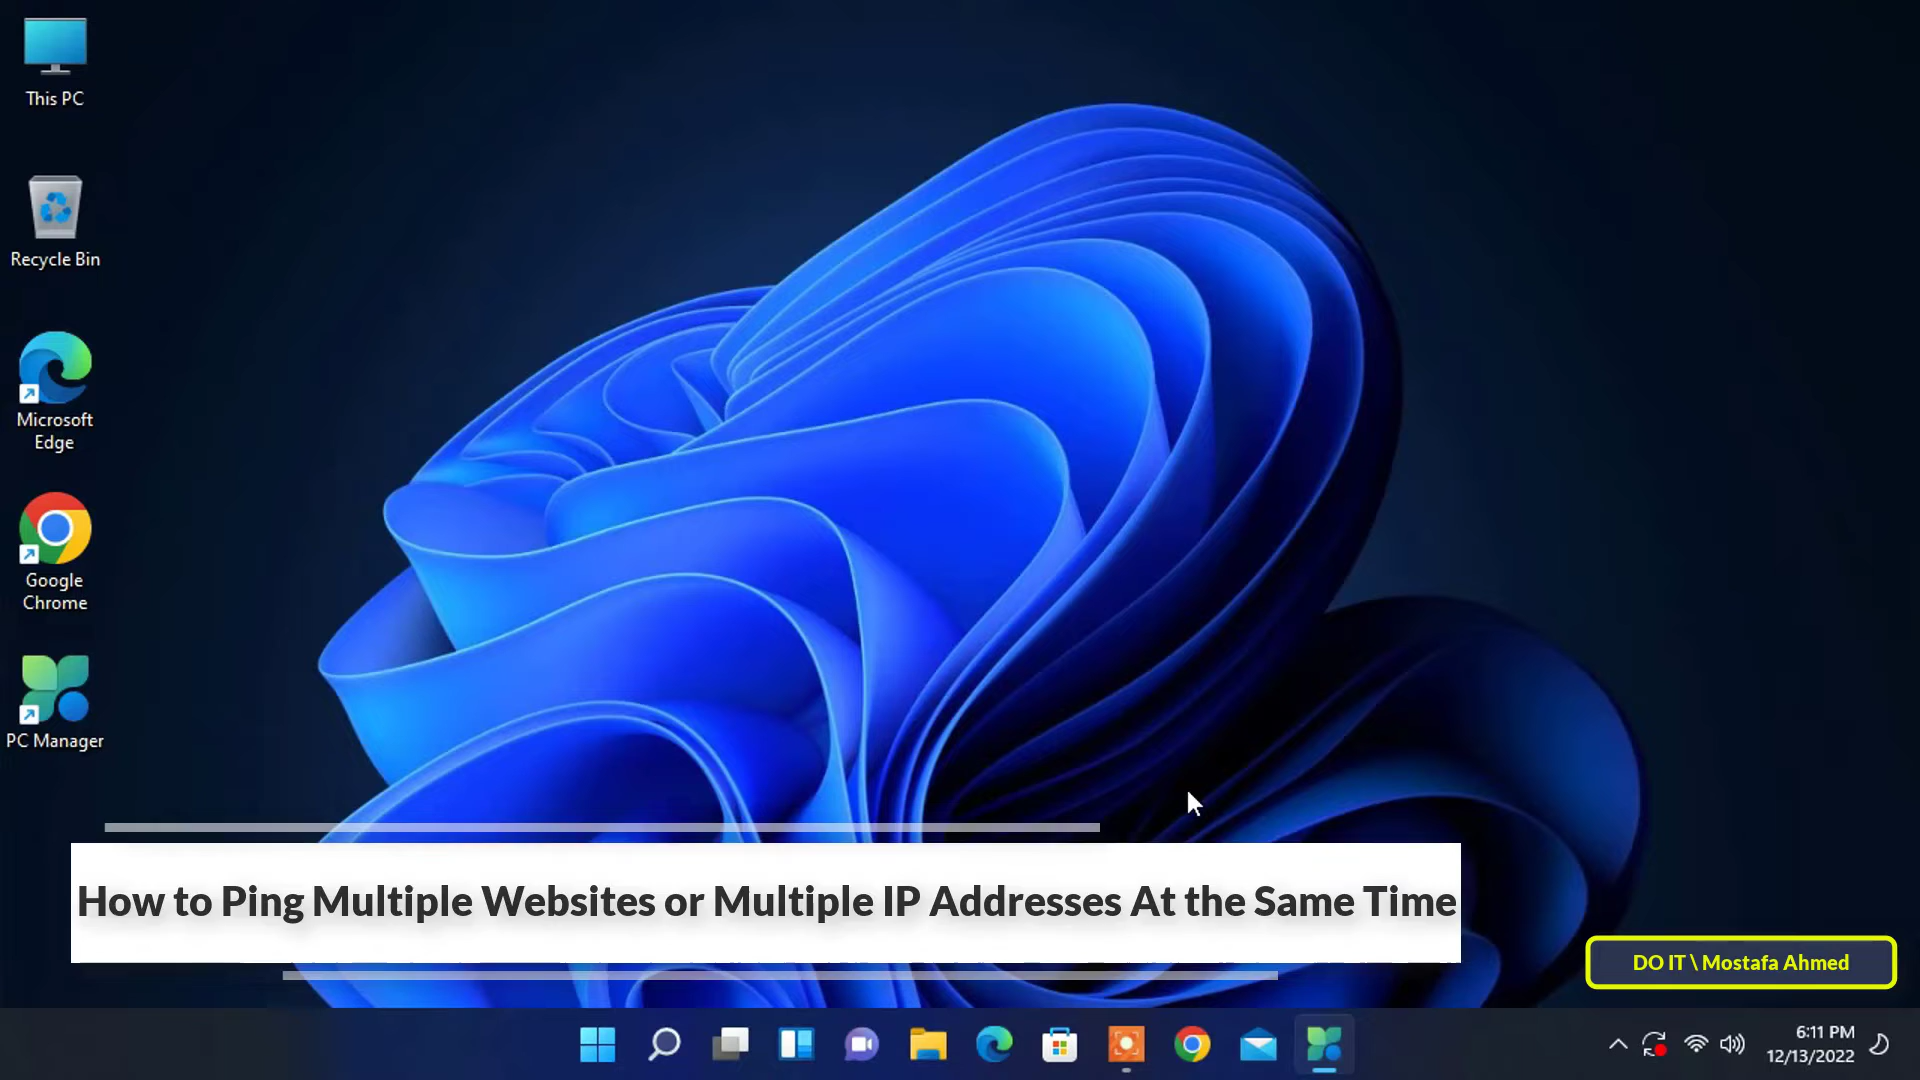 This PC
Recycle Bin
Microsoft
Edge
Google
Chrome
PC Manager
How to Ping Multiple Websites or Multiple IP Addresses At the Same Time
DO IT \ Mostafa Ahmed
6:11 PM
12/13/2022